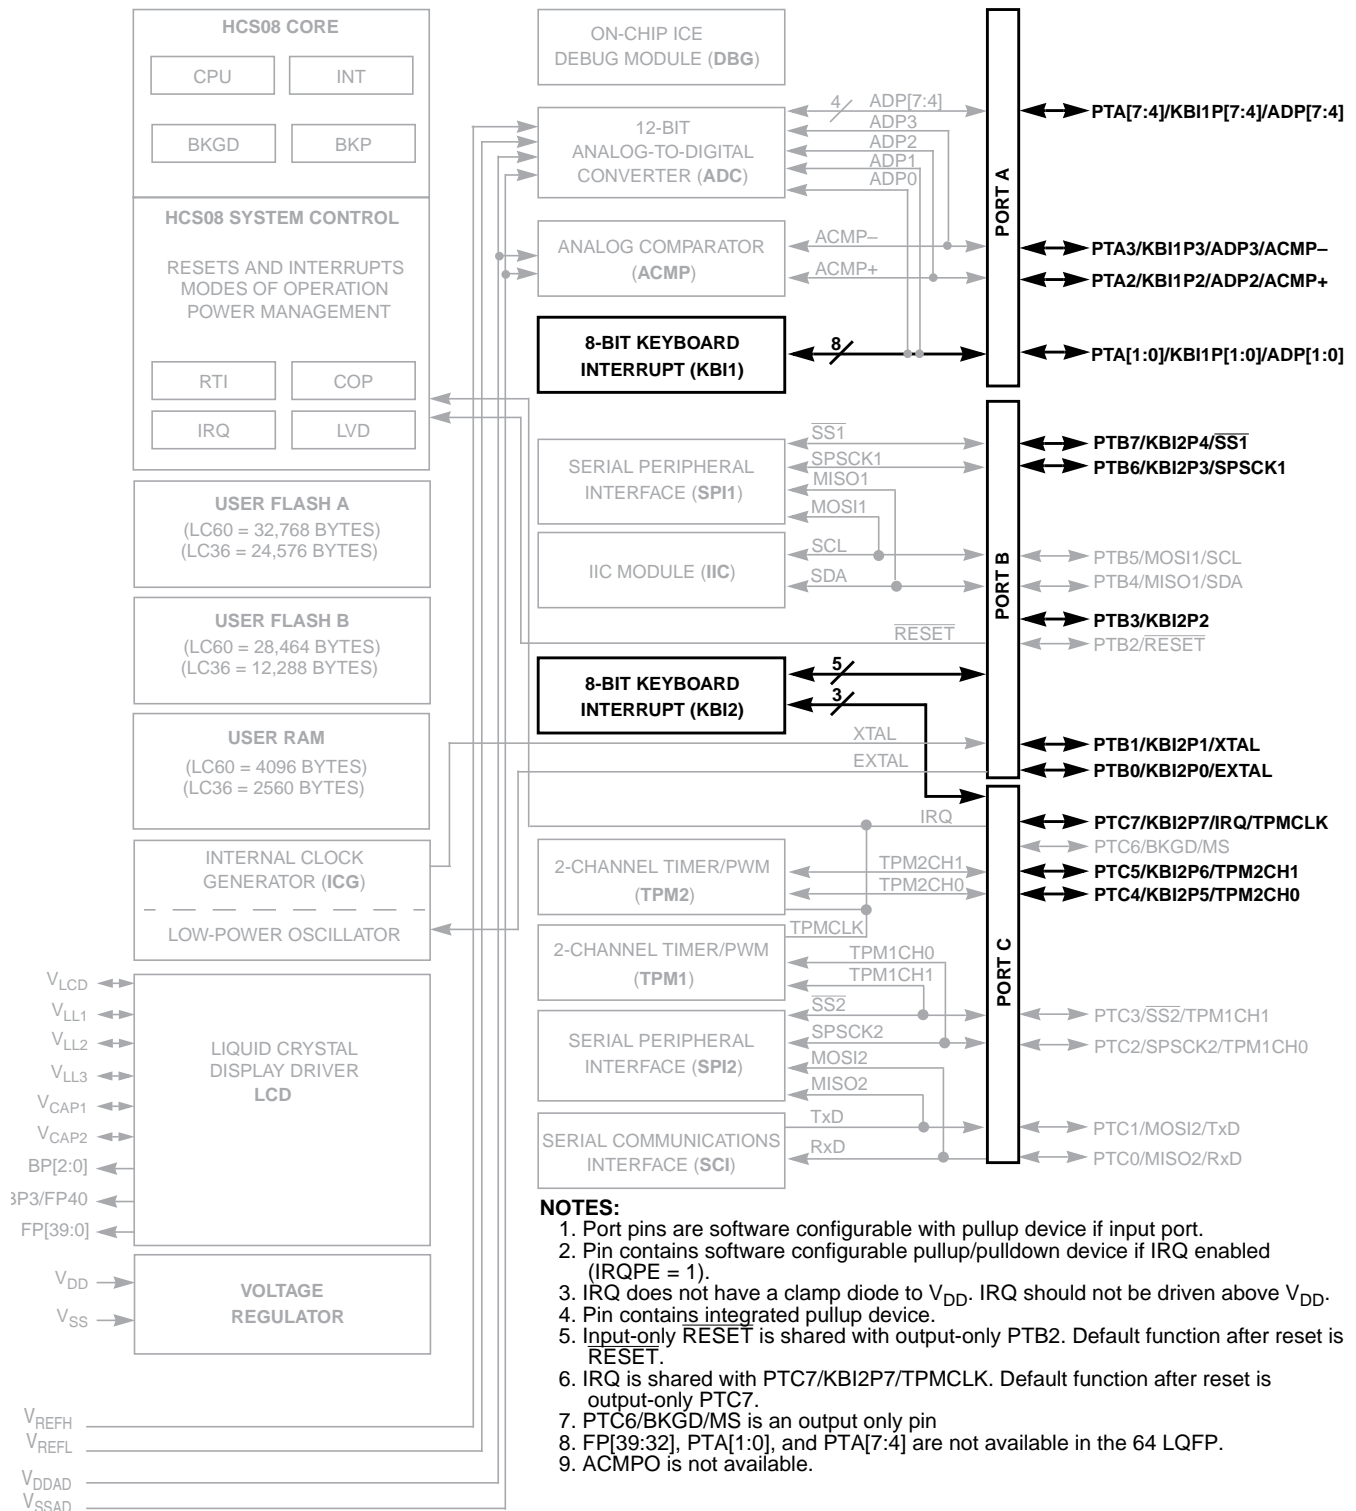 HCS08 CORE
CPU
INT
BKGD
BKP
HCS08 SYSTEM CONTROL
RESETS AND INTERRUPTS
MODES OF OPERATION
POWER MANAGEMENT
RTI
COP
IRQ
LVD
USER FLASH A
(LC60 = 32,768 BYTES)
(LC36 = 24,576 BYTES)
USER FLASH B
(LC60 = 28,464 BYTES)
(LC36 = 12,288 BYTES)
USER RAM
(LC60 = 4096 BYTES)
(LC36 = 2560 BYTES)
INTERNAL CLOCK
GENERATOR (ICG)
LOW-POWER OSCILLATOR
VLCD
VLL1
VLL2
VLL3
VCAP1
VCAP2
BP[2:0]
BP3/FP40
FP[39:0]
LIQUID CRYSTAL
DISPLAY DRIVER
LCD
VDD
VSS
VOLTAGE
REGULATOR
VREFH
VREFL
VDDAD
VSSAD
ON-CHIP ICE
DEBUG MODULE (DBG)
12-BIT
ANALOG-TO-DIGITAL
CONVERTER (ADC)
4
ADP[7:4]
ADP3
ADP2
ADP1
ADP0
ANALOG COMPARATOR
(ACMP)
ACMP–
ACMP+
8-BIT KEYBOARD
INTERRUPT (KBI1)
8
PORT A
PTA[7:4]/KBI1P[7:4]/ADP[7:4]
PTA3/KBI1P3/ADP3/ACMP–
PTA2/KBI1P2/ADP2/ACMP+
PTA[1:0]/KBI1P[1:0]/ADP[1:0]
SERIAL PERIPHERAL
INTERFACE (SPI1)
SS1
SPSCK1
MISO1
MOSI1
IIC MODULE (IIC)
SCL
SDA
RESET
8-BIT KEYBOARD
INTERRUPT (KBI2)
5
3
XTAL
EXTAL
PORT B
PTB7/KBI2P4/SS1
PTB6/KBI2P3/SPSCK1
PTB5/MOSI1/SCL
PTB4/MISO1/SDA
PTB3/KBI2P2
PTB2/RESET
PTB1/KBI2P1/XTAL
PTB0/KBI2P0/EXTAL
IRQ
2-CHANNEL TIMER/PWM
(TPM2)
TPM2CH1
TPM2CH0
TPMCLK
2-CHANNEL TIMER/PWM
(TPM1)
TPM1CH0
TPM1CH1
SERIAL PERIPHERAL
INTERFACE (SPI2)
SS2
SPSCK2
MOSI2
MISO2
SERIAL COMMUNICATIONS
INTERFACE (SCI)
TxD
RxD
PORT C
PTC7/KBI2P7/IRQ/TPMCLK
PTC6/BKGD/MS
PTC5/KBI2P6/TPM2CH1
PTC4/KBI2P5/TPM2CH0
PTC3/SS2/TPM1CH1
PTC2/SPSCK2/TPM1CH0
PTC1/MOSI2/TxD
PTC0/MISO2/RxD
NOTES:
1. Port pins are software configurable with pullup device if input port.
2. Pin contains software configurable pullup/pulldown device if IRQ enabled
(IRQPE = 1).
3. IRQ does not have a clamp diode to VDD. IRQ should not be driven above VDD.
4. Pin contains integrated pullup device.
5. Input-only RESET is shared with output-only PTB2. Default function after reset is
RESET.
6. IRQ is shared with PTC7/KBI2P7/TPMCLK. Default function after reset is
output-only PTC7.
7. PTC6/BKGD/MS is an output only pin
8. FP[39:32], PTA[1:0], and PTA[7:4] are not available in the 64 LQFP.
9. ACMPO is not available.